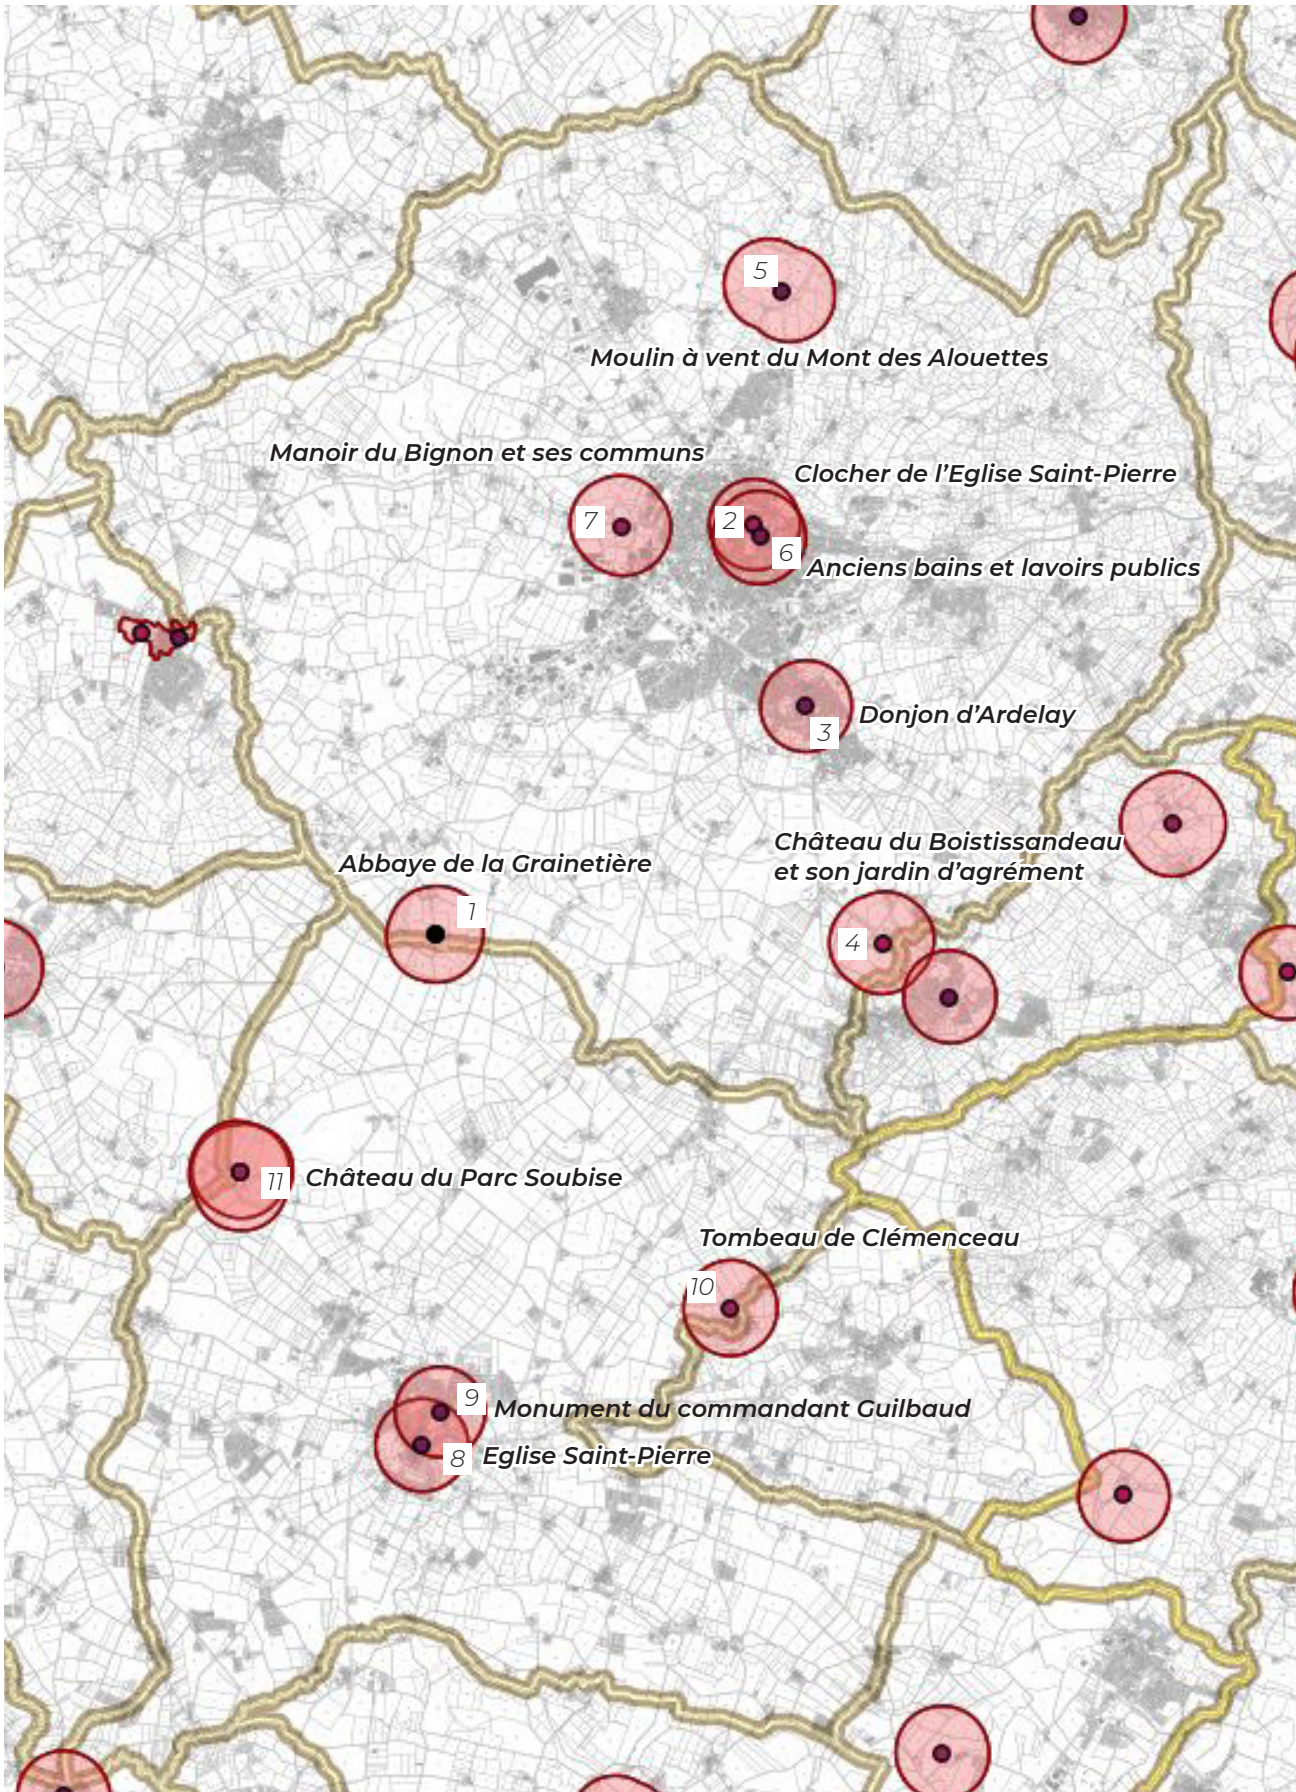 5
Moulin à vent du Mont des Alouettes
Manoir du Bignon et ses communs
Clocher de l'Eglise Saint-Pierre
7
2
6
Anciens bains et lavoirs publics
Donjon d'Ardelay
3
Château du Boistissandeau
et son jardin d'agrément
Abbaye de la Grainetière
1
4
11
Château du Parc Soubise
Tombeau de Clémenceau
10
9
Monument du commandant Guilbaud
8
Eglise Saint-Pierre